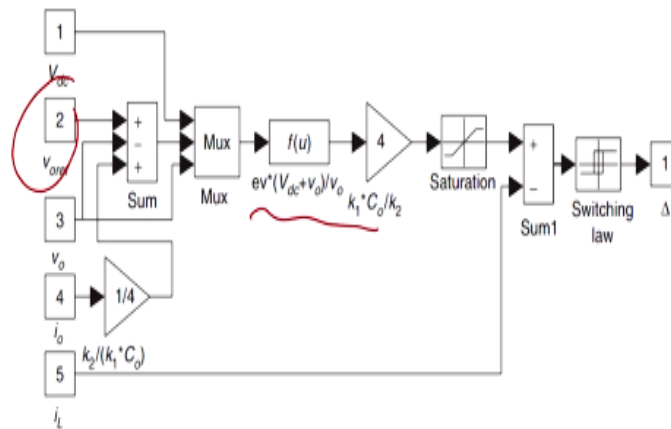 1
V_dc
2
v_oref
3
v_o
4
i_o
5
i_L
+
−
+
Sum
1/4
k_2/(k_1*C_o)
Mux
Mux
f(u)
ev*(V_dc+v_o)/v_o
4
k_1*C_o/k_2
Saturation
+
−
Sum1
Switching
law
1
Δ